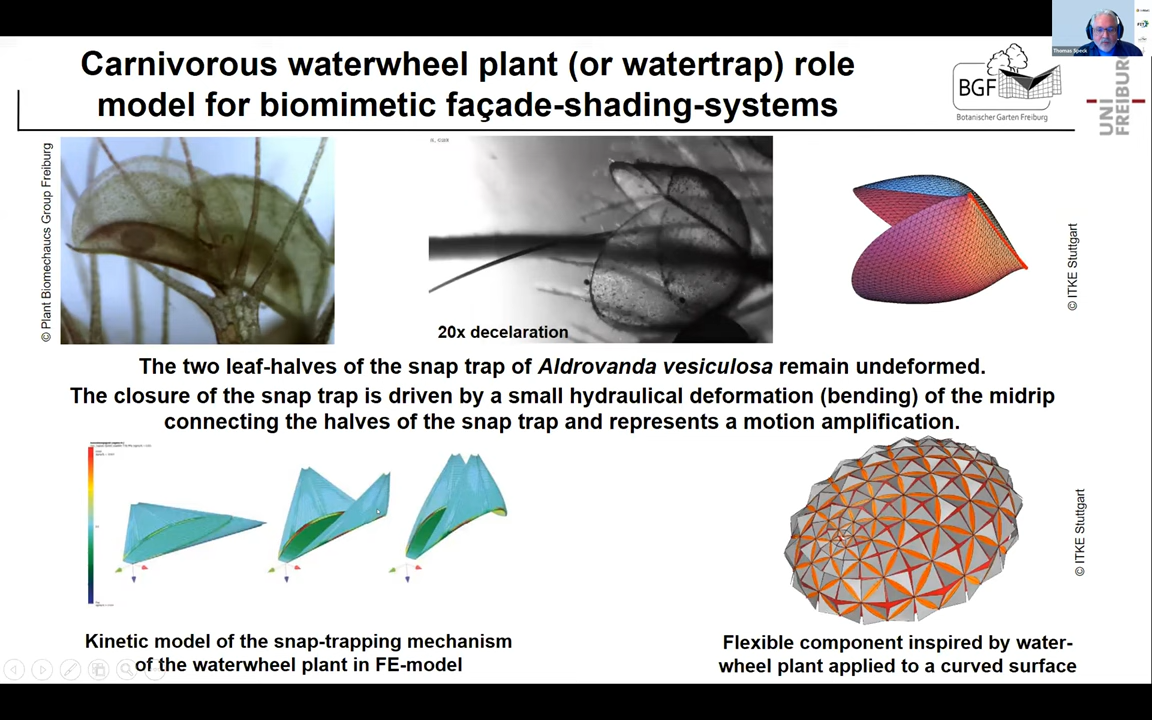 Thomas Speck
Carnivorous waterwheel plant (or watertrap) role
model for biomimetic façade-shading-systems
BGF
Botanischer Garten Freiburg
UNI
FREIBURG
© Plant Biomechaucs Group Freiburg
20x decelaration
© ITKE Stuttgart
The two leaf-halves of the snap trap of Aldrovanda vesiculosa remain undeformed.
The closure of the snap trap is driven by a small hydraulical deformation (bending) of the midrip
connecting the halves of the snap trap and represents a motion amplification.
© ITKE Stuttgart
Kinetic model of the snap-trapping mechanism
of the waterwheel plant in FE-model
Flexible component inspired by water-
wheel plant applied to a curved surface